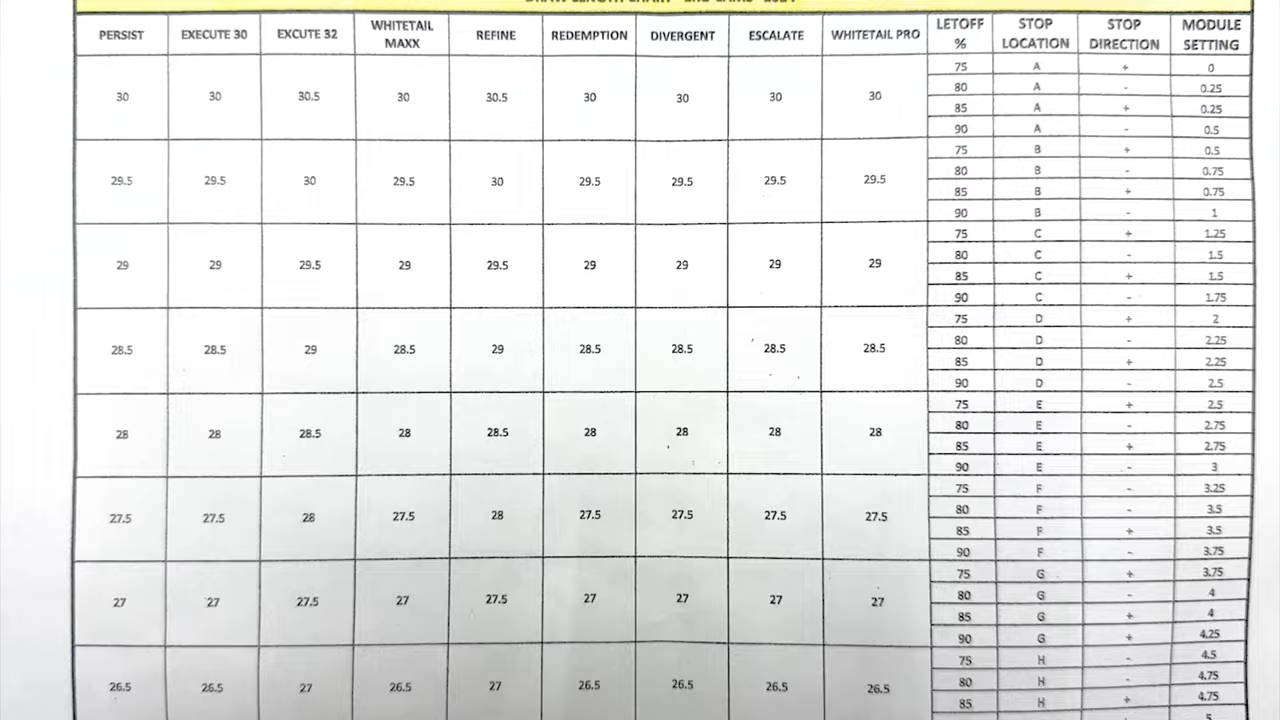 DRAW LENGTH CHART
PERSIST EXECUTE 30 EXCUTE 32 WHITETAIL MAXX REFINE REDEMPTION DIVERGENT ESCALATE WHITETAIL PRO LETOFF % STOP LOCATION STOP DIRECTION MODULE SETTING
30 30 30.5 30 30.5 30 30 30 30
75 A + 0
80 A - 0.25
85 A + 0.25
90 A - 0.5
29.5 29.5 30 29.5 30 29.5 29.5 29.5 29.5
75 B + 0.5
80 B - 0.75
85 B + 0.75
90 B - 1
29 29 29.5 29 29.5 29 29 29 29
75 C + 1.25
80 C - 1.5
85 C + 1.5
90 C - 1.75
28.5 28.5 29 28.5 29 28.5 28.5 28.5 28.5
75 D + 2
80 D - 2.25
85 D + 2.25
90 D - 2.5
28 28 28.5 28 28.5 28 28 28 28
75 E + 2.5
80 E - 2.75
85 E + 2.75
90 E - 3
27.5 27.5 28 27.5 28 27.5 27.5 27.5 27.5
75 F - 3.25
80 F - 3.5
85 F + 3.5
90 F - 3.75
27 27 27.5 27 27.5 27 27 27 27
75 G + 3.75
80 G - 4
85 G + 4
90 G + 4.25
26.5 26.5 27 26.5 27 26.5 26.5 26.5 26.5
75 H - 4.5
80 H - 4.75
85 H + 4.75
5